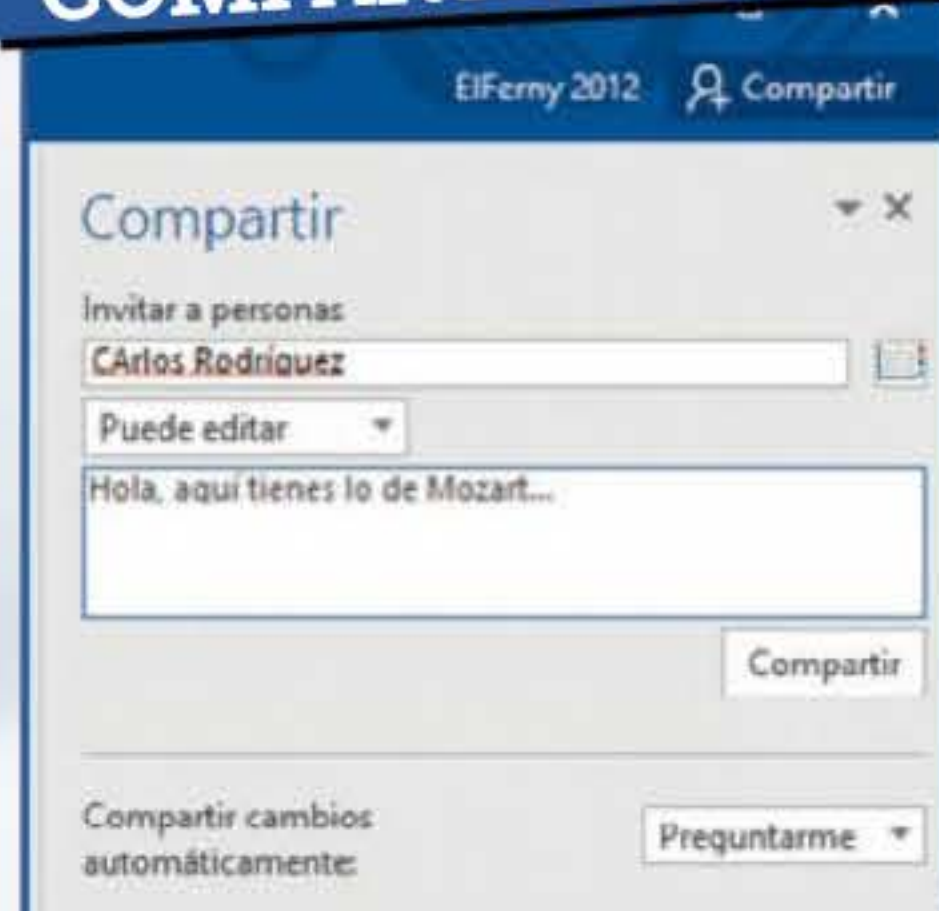 ElFerny 2012 Compartir
Compartir
Invitar a personas
CArlos Rodríguez
Puede editar
Hola, aquí tienes lo de Mozart...
Compartir
Compartir cambios
automáticamente:
Preguntarme